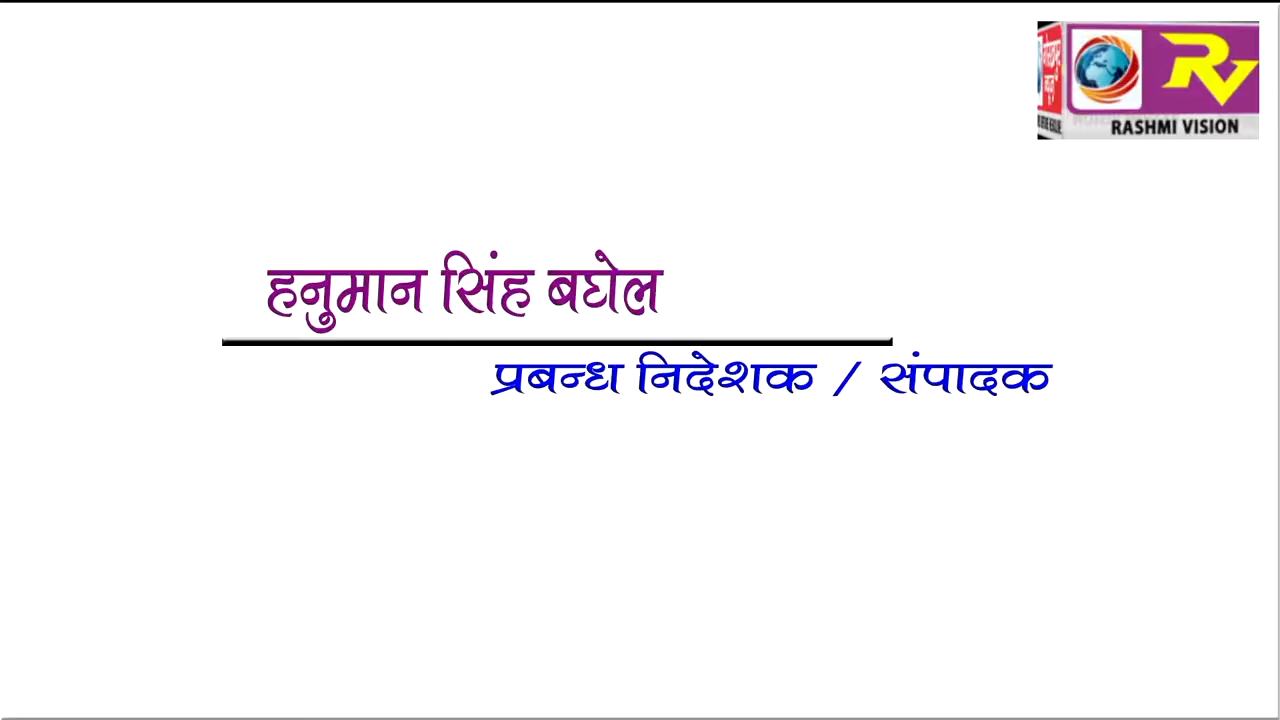 RV
RASHMI VISION
हनुमान सिंह बघेल
प्रबन्ध निदेशक / संपादक